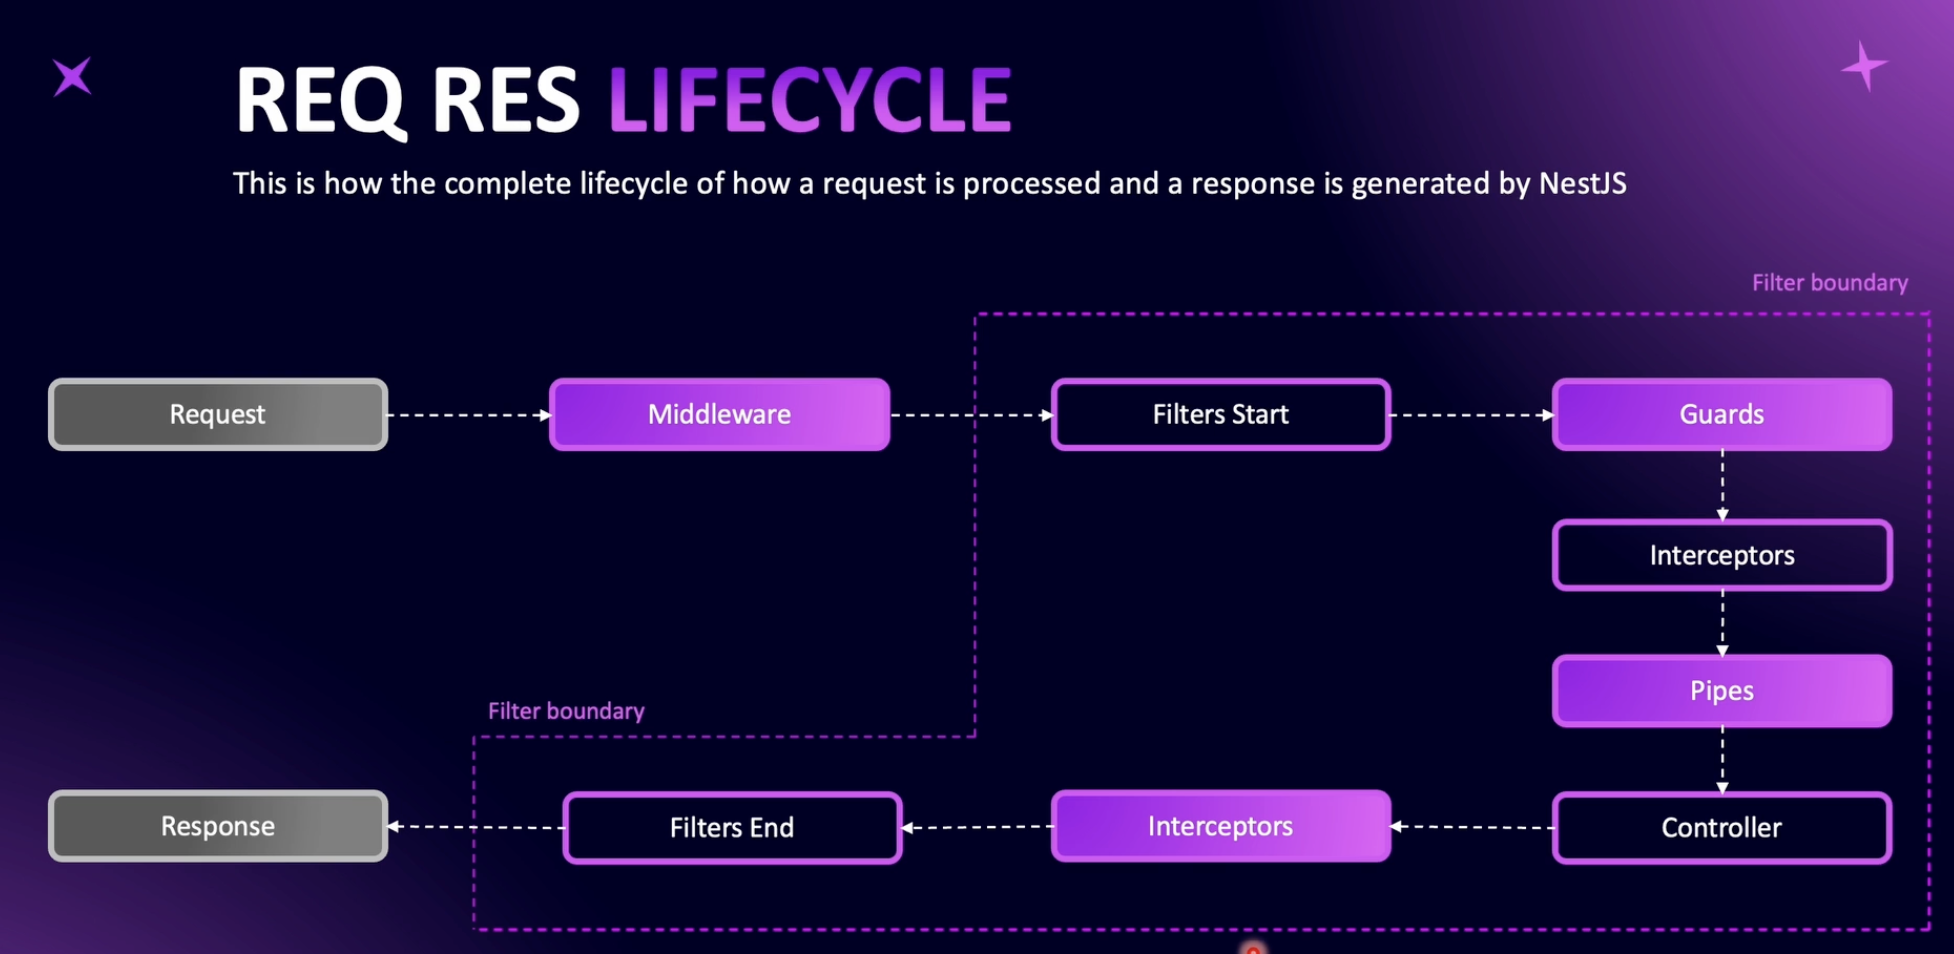 REQ RES LIFECYCLE
This is how the complete lifecycle of how a request is processed and a response is generated by NestJS
Filter boundary
Request
Middleware
Filters Start
Guards
Interceptors
Pipes
Filter boundary
Response
Filters End
Interceptors
Controller